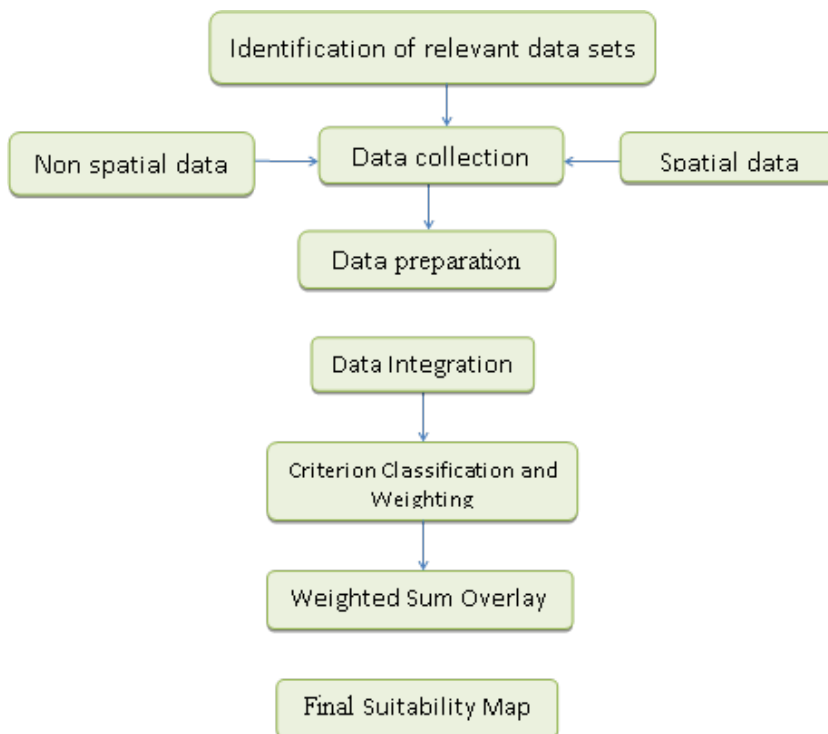 Identification of relevant data sets
Non spatial data
Data collection
Spatial data
Data preparation
Data Integration
Criterion Classification and
Weighting
Weighted Sum Overlay
Final Suitability Map